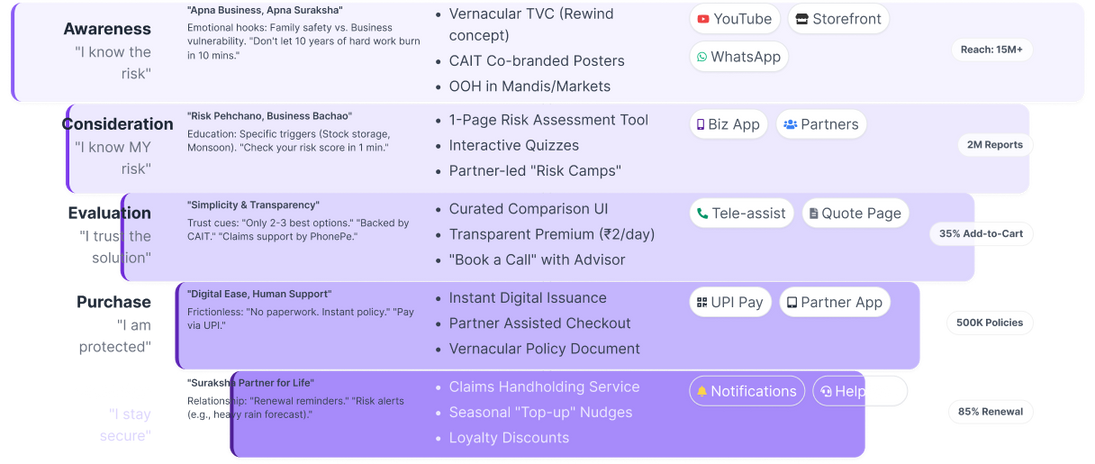 Awareness
"I know the
risk"
"Apna Business, Apna Suraksha"
Emotional hooks: Family safety vs. Business
vulnerability. "Don't let 10 years of hard work burn
in 10 mins."
• Vernacular TVC (Rewind
concept)
• CAIT Co-branded Posters
• OOH in Mandis/Markets
YouTube
Storefront
WhatsApp
Reach: 15M+
Consideration
"I know MY
risk"
"Risk Pehchano, Business Bachao"
Education: Specific triggers (Stock storage,
Monsoon). "Check your risk score in 1 min."
• 1-Page Risk Assessment Tool
• Interactive Quizzes
• Partner-led "Risk Camps"
Biz App
Partners
2M Reports
Evaluation
"I trust the
solution"
"Simplicity & Transparency"
Trust cues: "Only 2-3 best options." "Backed by
CAIT." "Claims support by PhonePe."
• Curated Comparison UI
• Transparent Premium (₹2/day)
• "Book a Call" with Advisor
Tele-assist
Quote Page
35% Add-to-Cart
Purchase
"I am
protected"
"Digital Ease, Human Support"
Frictionless: "No paperwork. Instant policy." "Pay
via UPI."
• Instant Digital Issuance
• Partner Assisted Checkout
• Vernacular Policy Document
UPI Pay
Partner App
500K Policies
"I stay
secure"
"Suraksha Partner for Life"
Relationship: "Renewal reminders." "Risk alerts
(e.g., heavy rain forecast)."
• Claims Handholding Service
• Seasonal "Top-up" Nudges
• Loyalty Discounts
Notifications
Help
85% Renewal